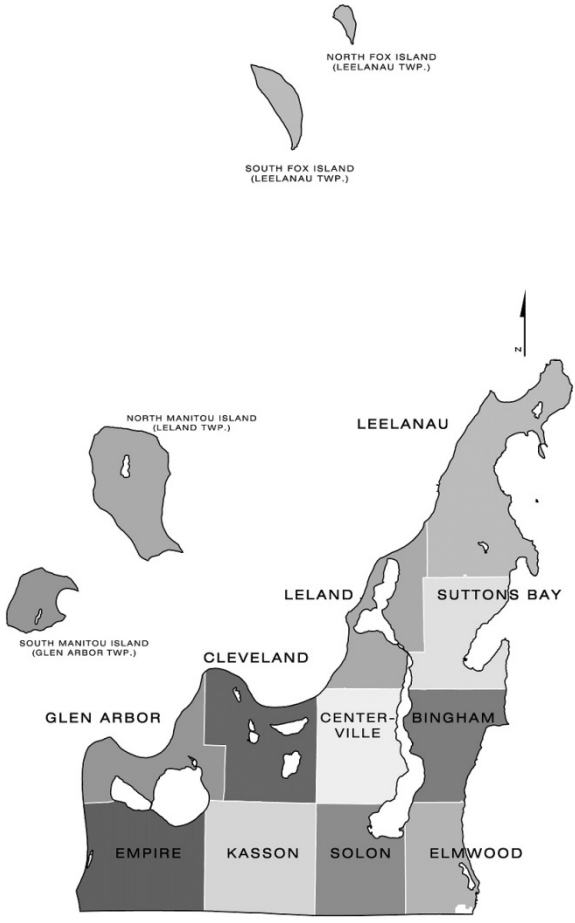 NORTH FOX ISLAND
(LEELANAU TWP.)
SOUTH FOX ISLAND
(LEELANAU TWP.)
N
NORTH MANITOU ISLAND
(LELAND TWP.)
LEELANAU
LELAND
SUTTONS BAY
SOUTH MANITOU ISLAND
(GLEN ARBOR TWP.)
CLEVELAND
GLEN ARBOR
CENTER-
VILLE
BINGHAM
EMPIRE
KASSON
SOLON
ELMWOOD